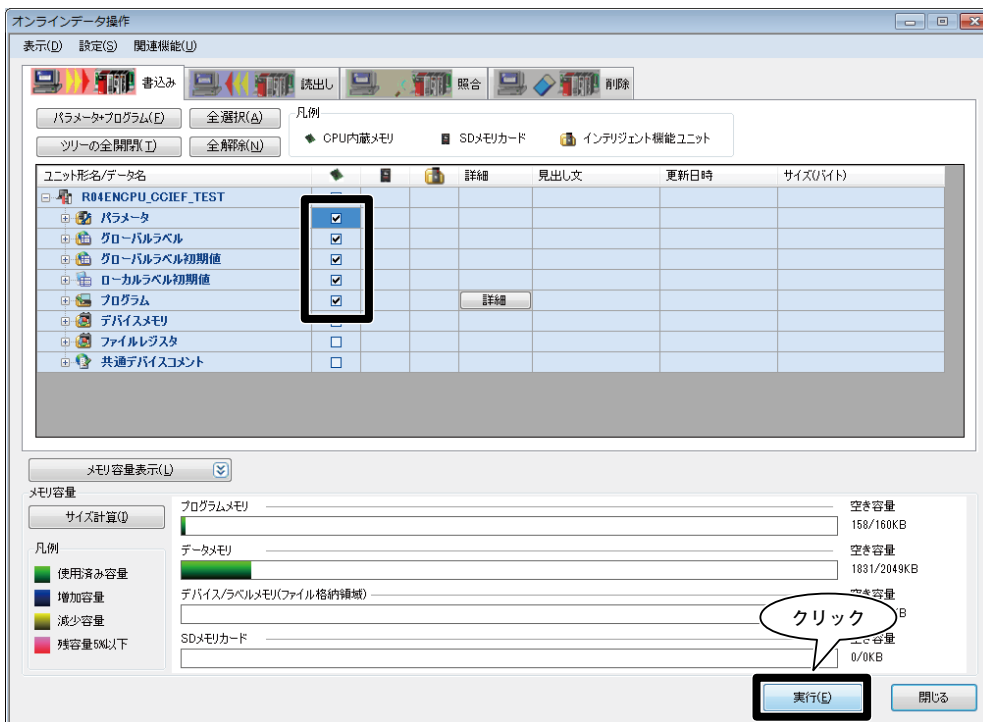 オンラインデータ操作
表示(D) 設定(S) 関連機能(U)
書込み 読出し 照合 削除
パラメータ+プログラム(F) 全選択(A)
ツリーの全開閉(T) 全解除(N)
凡例
CPU内蔵メモリ SDメモリカード インテリジェント機能ユニット
ユニット形名/データ名 詳細 見出し文 更新日時 サイズ(バイト)
R04ENCPU_CCIEF_TEST
パラメータ
グローバルラベル
グローバルラベル初期値
ローカルラベル初期値
プログラム 詳細
デバイスメモリ
ファイルレジスタ
共通デバイスコメント
メモリ容量表示(L)
メモリ容量
サイズ計算(I)
凡例
使用済み容量
増加容量
減少容量
残容量5%以下
プログラムメモリ 空き容量
158/160KB
データメモリ 空き容量
1831/2049KB
デバイス/ラベルメモリ(ファイル格納領域)
SDメモリカード 空き容量
0/0KB
クリック
実行(E) 閉じる